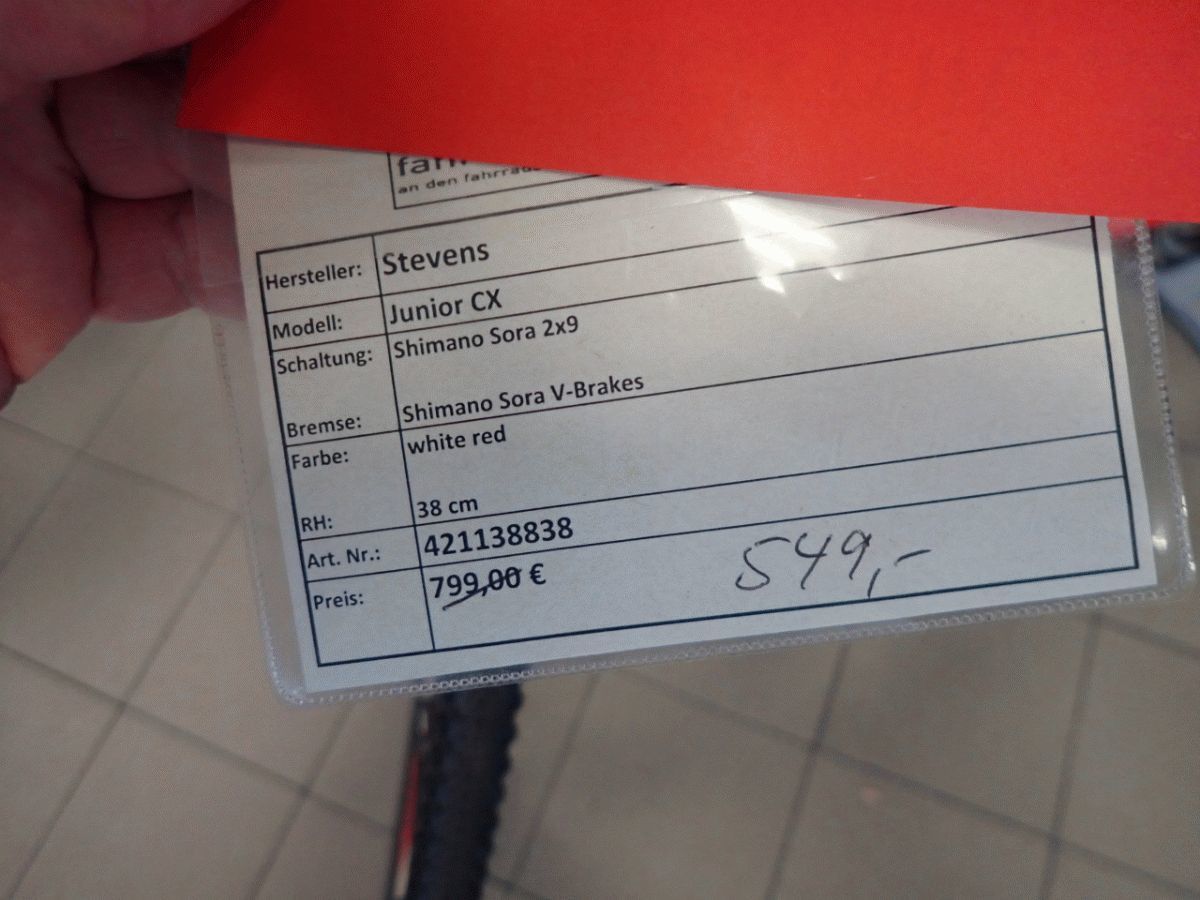 an den
Hersteller: Stevens
Modell: Junior CX
Schaltung: Shimano Sora 2x9
Bremse: Shimano Sora V-Brakes
Farbe: white red
RH: 38 cm
Art. Nr.: 421138838
Preis: 799,00 € 549,-